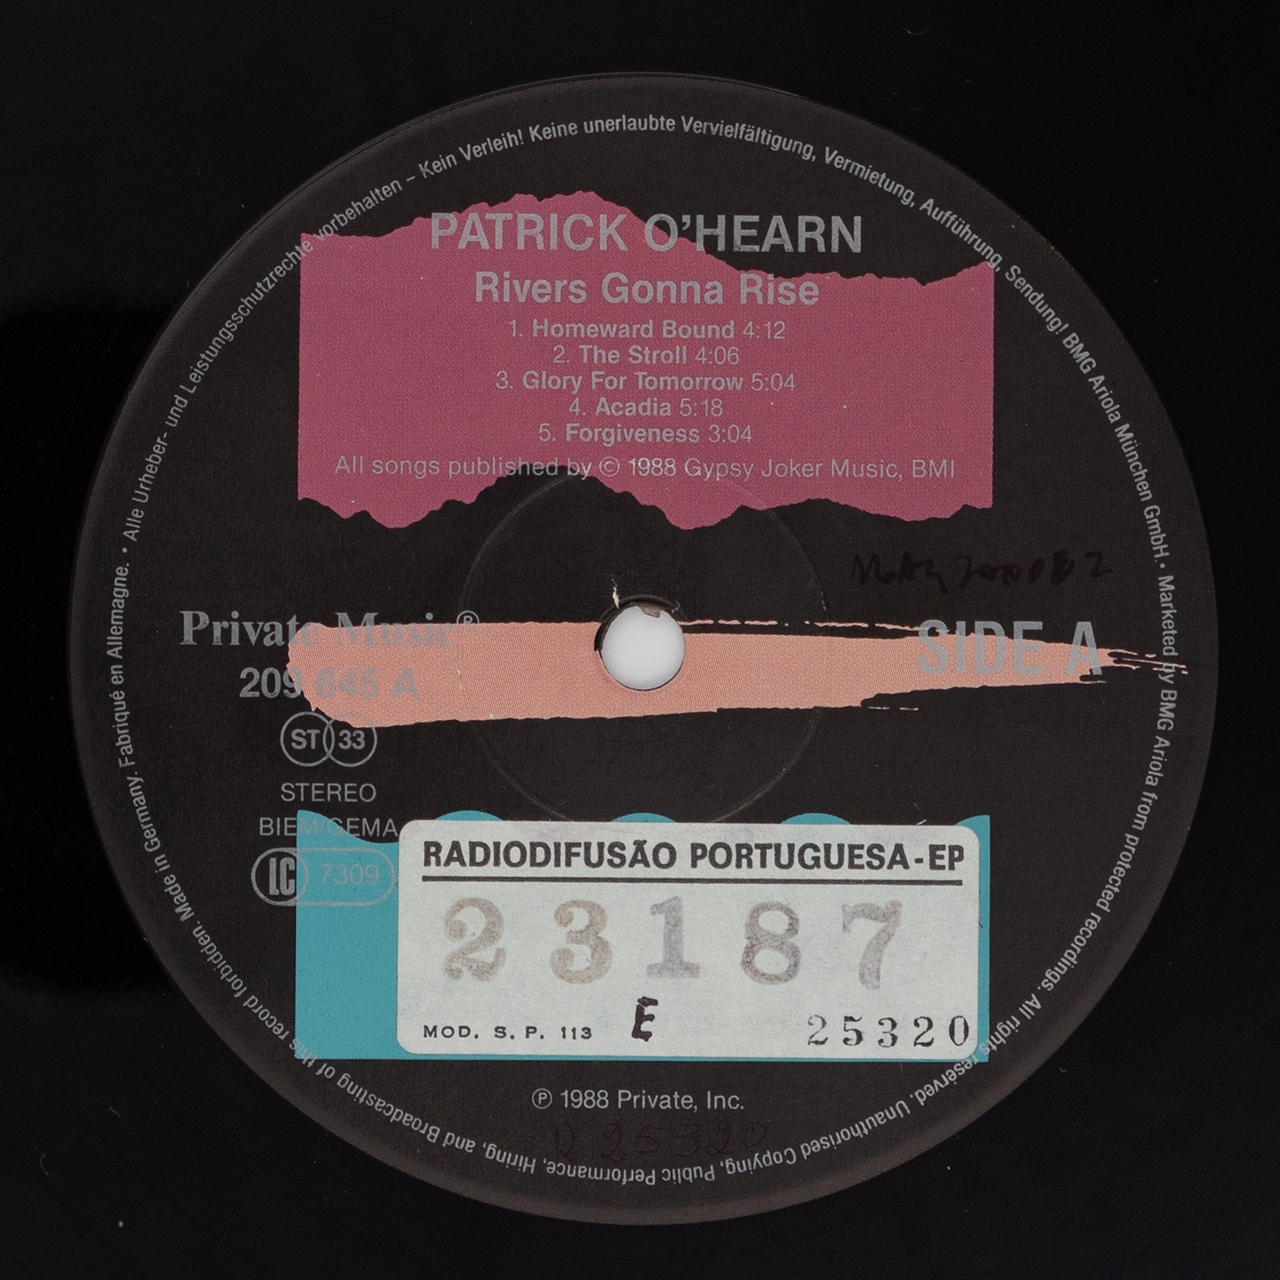 Alle Urheber- und Leistungsschutzrechte vorbehalten – Kein Verleih! Keine unerlaubte Vervielfältigung, Vermietung, Aufführung, Sendung! BMG Ariola München GmbH • Marketed by BMG Ariola from protected recordings. All rights reserved. Unauthorised Copying, Public Performance, Hiring, and Broadcasting of this record forbidden. Made in Germany. Fabriqué en Allemagne. •
PATRICK O'HEARN
Rivers Gonna Rise
1. Homeward Bound 4:12
2. The Stroll 4:06
3. Glory For Tomorrow 5:04
4. Acadia 5:18
5. Forgiveness 3:04
All songs published by © 1988 Gypsy Joker Music, BMI
Private Music®
SIDE A
209 645 A
ST 33
STEREO
BIEM/GEMA
LC 7309
RADIODIFUSÃO PORTUGUESA-EP
23187
MOD. S. P. 113 E 25320
℗ 1988 Private, Inc.
R 25320